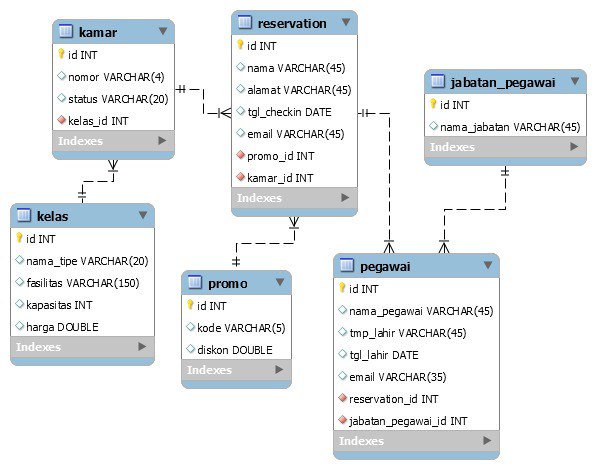 kamar
id INT
nomor VARCHAR(4)
status VARCHAR(20)
kelas_id INT
Indexes
reservation
id INT
nama VARCHAR(45)
alamat VARCHAR(45)
tgl_checkin DATE
email VARCHAR(45)
promo_id INT
kamar_id INT
Indexes
jabatan_pegawai
id INT
nama_jabatan VARCHAR(45)
Indexes
kelas
id INT
nama_tipe VARCHAR(20)
fasilitas VARCHAR(150)
kapasitas INT
harga DOUBLE
Indexes
promo
id INT
kode VARCHAR(5)
diskon DOUBLE
Indexes
pegawai
id INT
nama_pegawai VARCHAR(45)
tmp_lahir VARCHAR(45)
tgl_lahir DATE
email VARCHAR(35)
reservation_id INT
jabatan_pegawai_id INT
Indexes